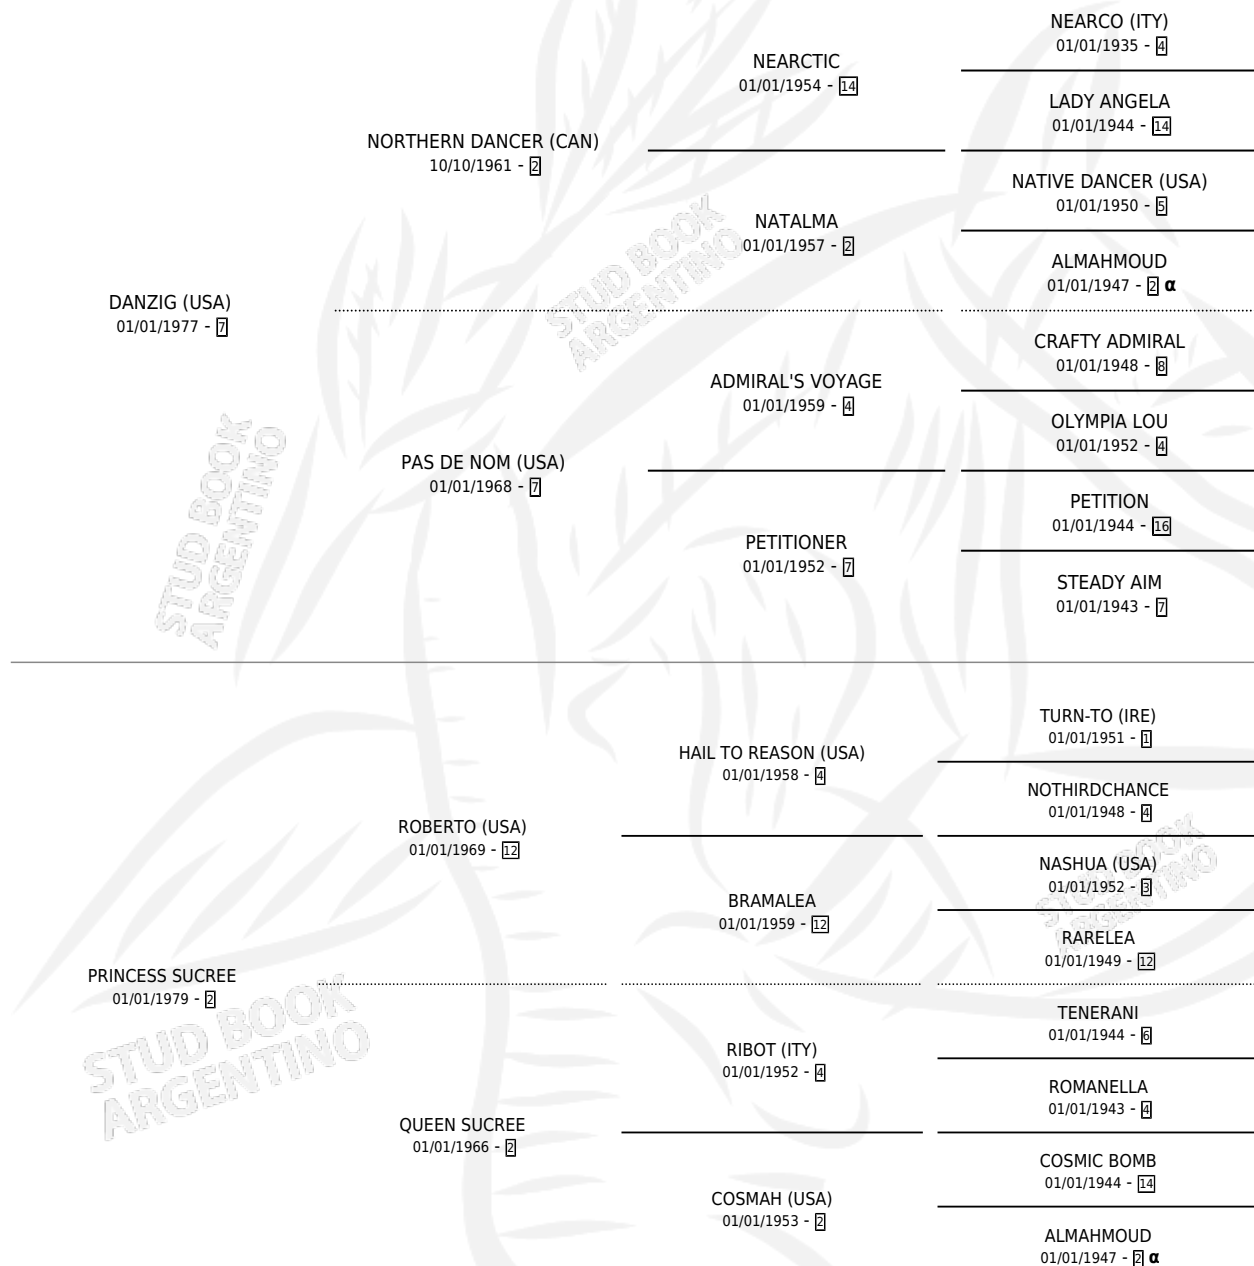 NEARCO (ITY)
01/01/1935 - 4
NEARCTIC
01/01/1954 - 14
LADY ANGELA
01/01/1944 - 14
NORTHERN DANCER (CAN)
10/10/1961 - 2
NATIVE DANCER (USA)
01/01/1950 - 5
NATALMA
01/01/1957 - 2
ALMAHMOUD
01/01/1947 - 2 α
DANZIG (USA)
01/01/1977 - 7
CRAFTY ADMIRAL
01/01/1948 - 8
ADMIRAL'S VOYAGE
01/01/1959 - 4
OLYMPIA LOU
01/01/1952 - 4
PAS DE NOM (USA)
01/01/1968 - 7
PETITION
01/01/1944 - 16
PETITIONER
01/01/1952 - 7
STEADY AIM
01/01/1943 - 7
TURN-TO (IRE)
01/01/1951 - 1
HAIL TO REASON (USA)
01/01/1958 - 4
NOTHIRDCHANCE
01/01/1948 - 4
ROBERTO (USA)
01/01/1969 - 12
NASHUA (USA)
01/01/1952 - 3
BRAMALEA
01/01/1959 - 12
RARELEA
01/01/1949 - 12
PRINCESS SUCREE
01/01/1979 - 2
TENERANI
01/01/1944 - 6
RIBOT (ITY)
01/01/1952 - 4
ROMANELLA
01/01/1943 - 4
QUEEN SUCREE
01/01/1966 - 2
COSMIC BOMB
01/01/1944 - 14
COSMAH (USA)
01/01/1953 - 2
ALMAHMOUD
01/01/1947 - 2 α
STUD BOOK
ARGENTINO
STUD BOOK
ARGENTINO
STUD BOOK
ARGENTINO
STUD BOOK
ARGENTINO